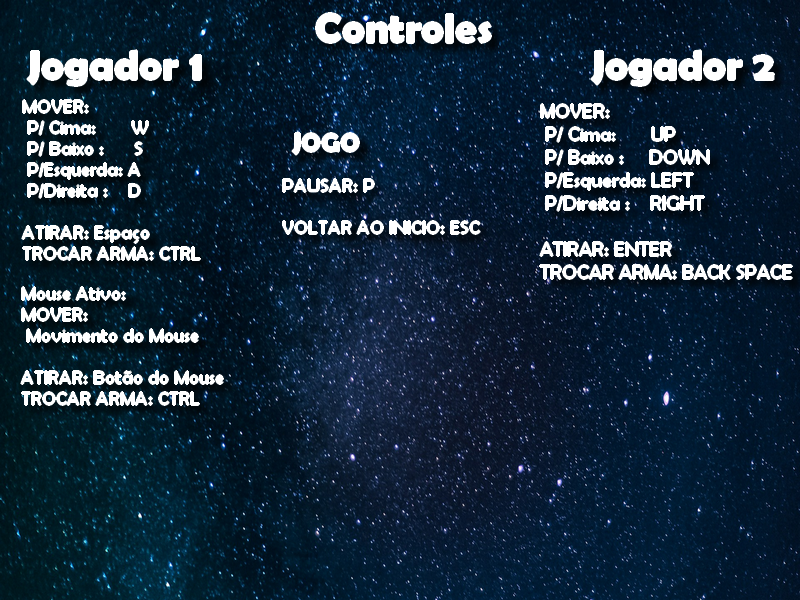 Controles
Jogador 1
MOVER:
P/ Cima: W
P/ Baixo : S
P/Esquerda: A
P/Direita : D
ATIRAR: Espaço
TROCAR ARMA: CTRL
Mouse Ativo:
MOVER:
Movimento do Mouse
ATIRAR: Botão do Mouse
TROCAR ARMA: CTRL
JOGO
PAUSAR: P
VOLTAR AO INICIO: ESC
Jogador 2
MOVER:
P/ Cima: UP
P/ Baixo : DOWN
P/Esquerda: LEFT
P/Direita : RIGHT
ATIRAR: ENTER
TROCAR ARMA: BACK SPACE